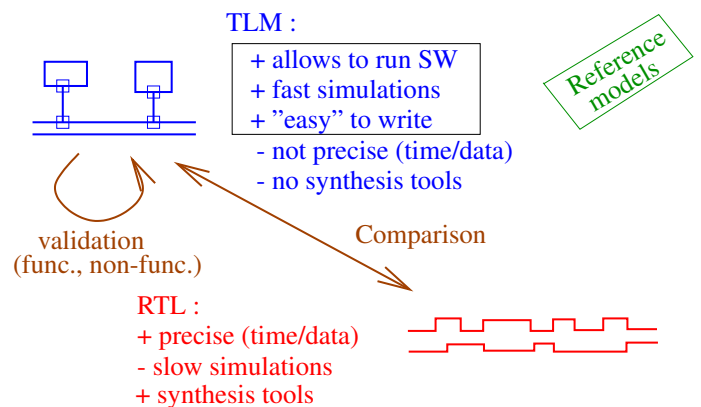 TLM :
+ allows to run SW
+ fast simulations
+ ”easy” to write
- not precise (time/data)
- no synthesis tools
Reference
models
validation
(func., non-func.)
Comparison
RTL :
+ precise (time/data)
- slow simulations
+ synthesis tools